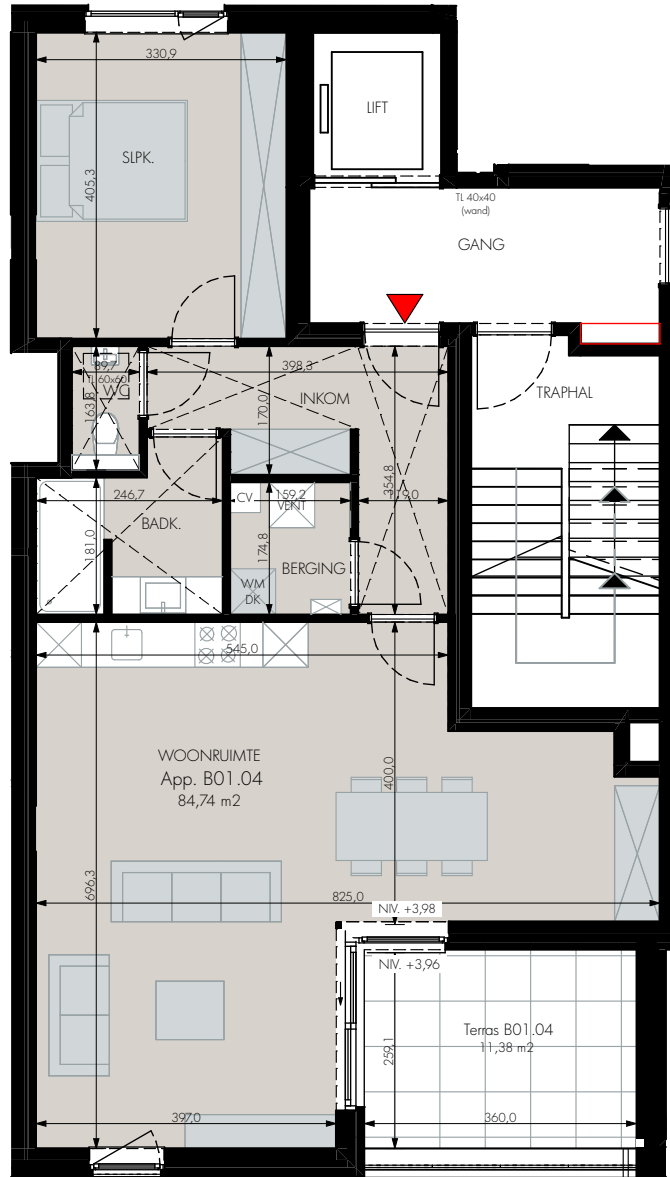 330,9
LIFT
SLPK.
405,3
TL 40x40
(wand)
GANG
89,7
TL 60x60
WC
163,8
398,3
INKOM
170,0
TRAPHAL
354,8
119,0
246,7
BADK.
181,0
CV
159,2
VENT
174,8
BERGING
WM
DK
545,0
WOONRUIMTE
App. B01.04
84,74 m2
400,0
696,3
825,0
NIV. +3,98
NIV. +3,96
Terras B01.04
11,38 m2
259,1
397,0
360,0